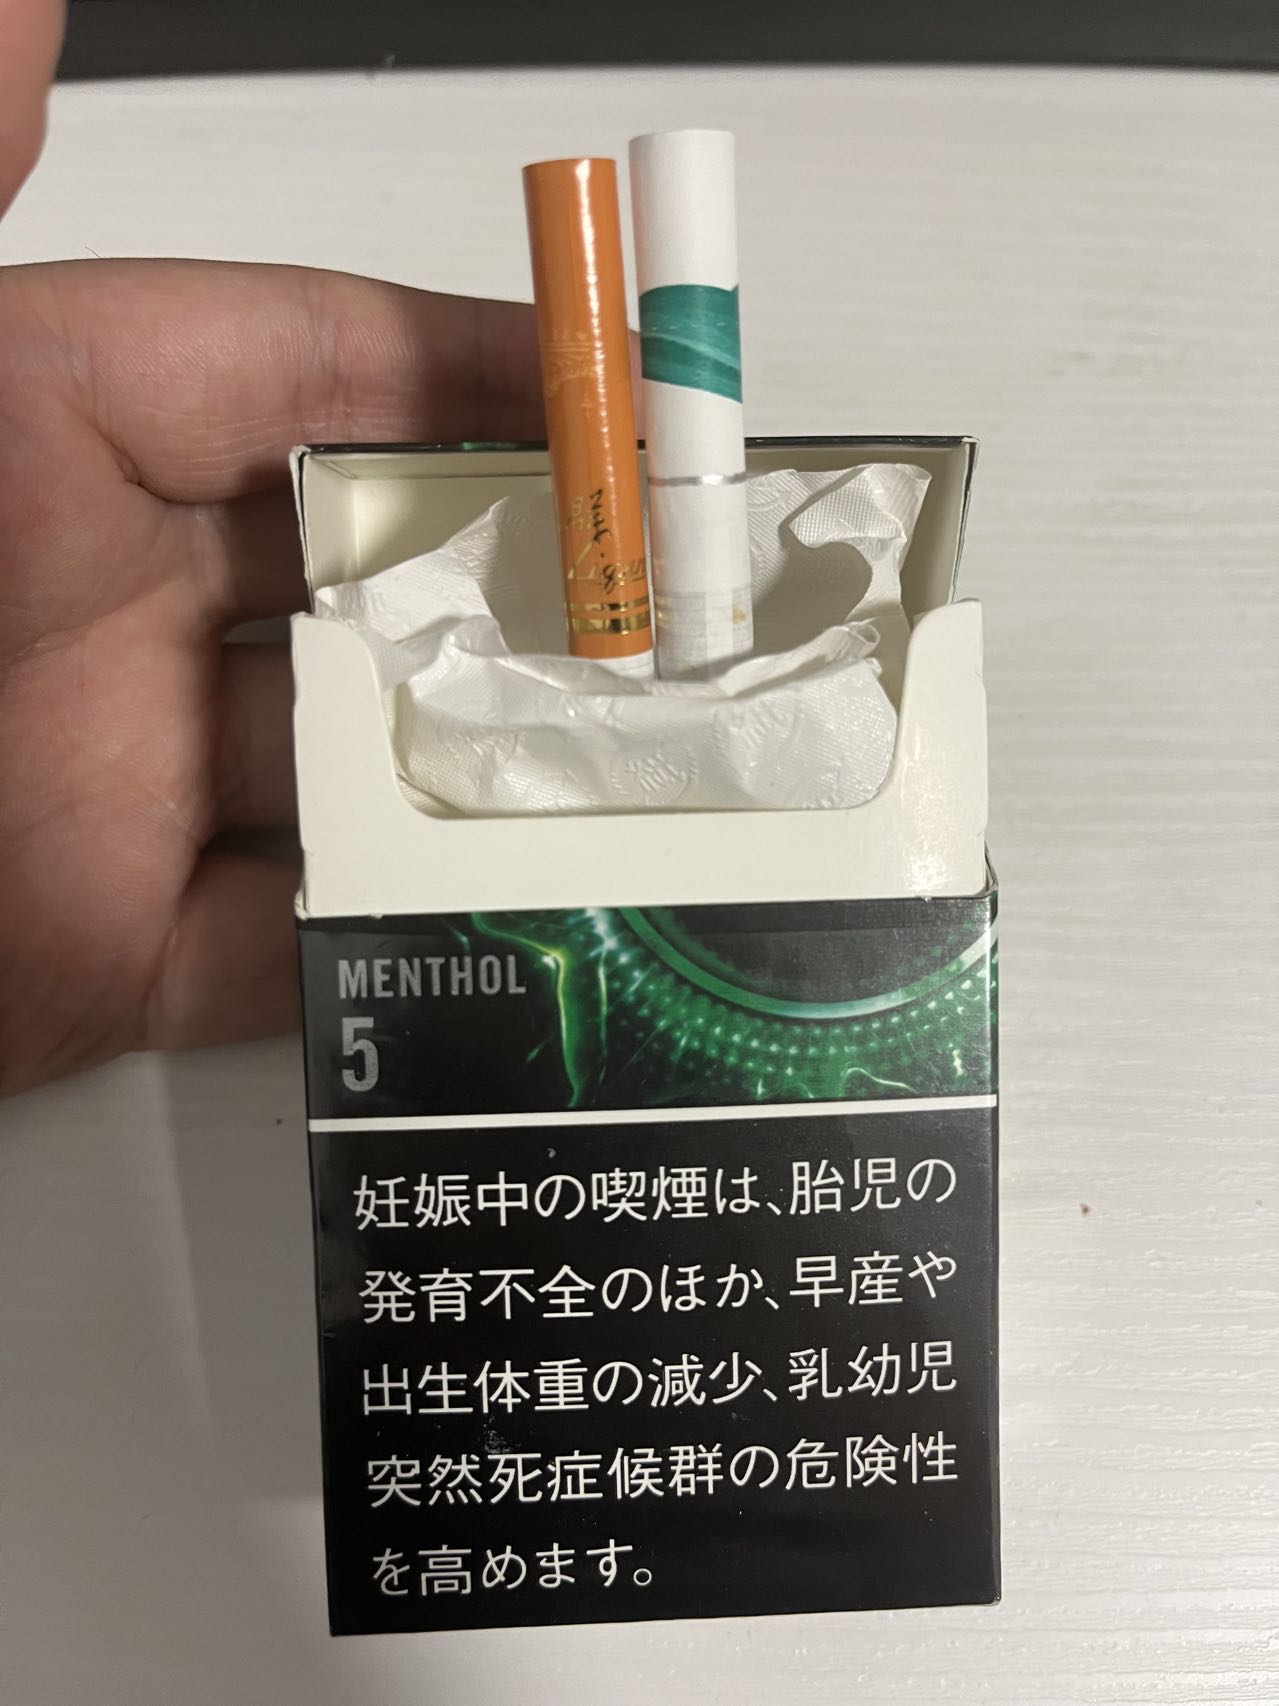 MENTHOL
5
妊娠中の喫煙は、胎児の
発育不全のほか、早産や
出生体重の減少、乳幼児
突然死症候群の危険性
を高めます。